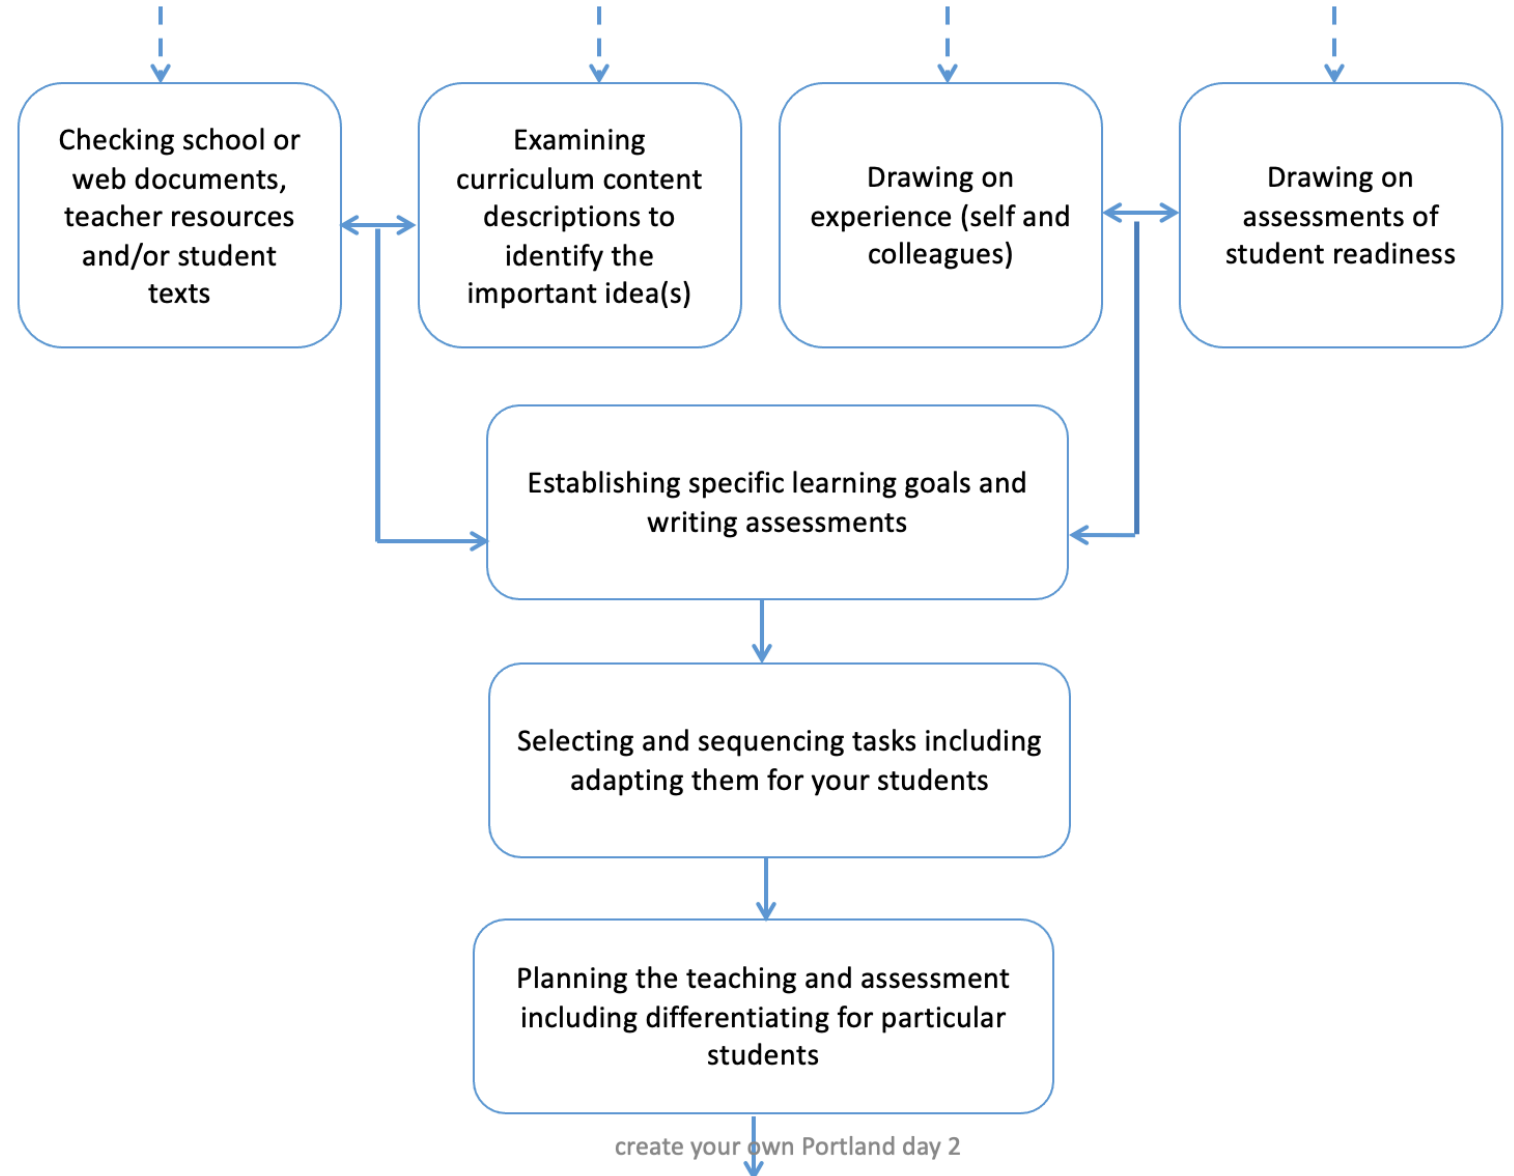 Checking school or
web documents,
teacher resources
and/or student
texts
Examining
curriculum content
descriptions to
identify the
important idea(s)
Drawing on
experience (self and
colleagues)
Drawing on
assessments of
student readiness
Establishing specific learning goals and
writing assessments
Selecting and sequencing tasks including
adapting them for your students
Planning the teaching and assessment
including differentiating for particular
students
create your own Portland day 2